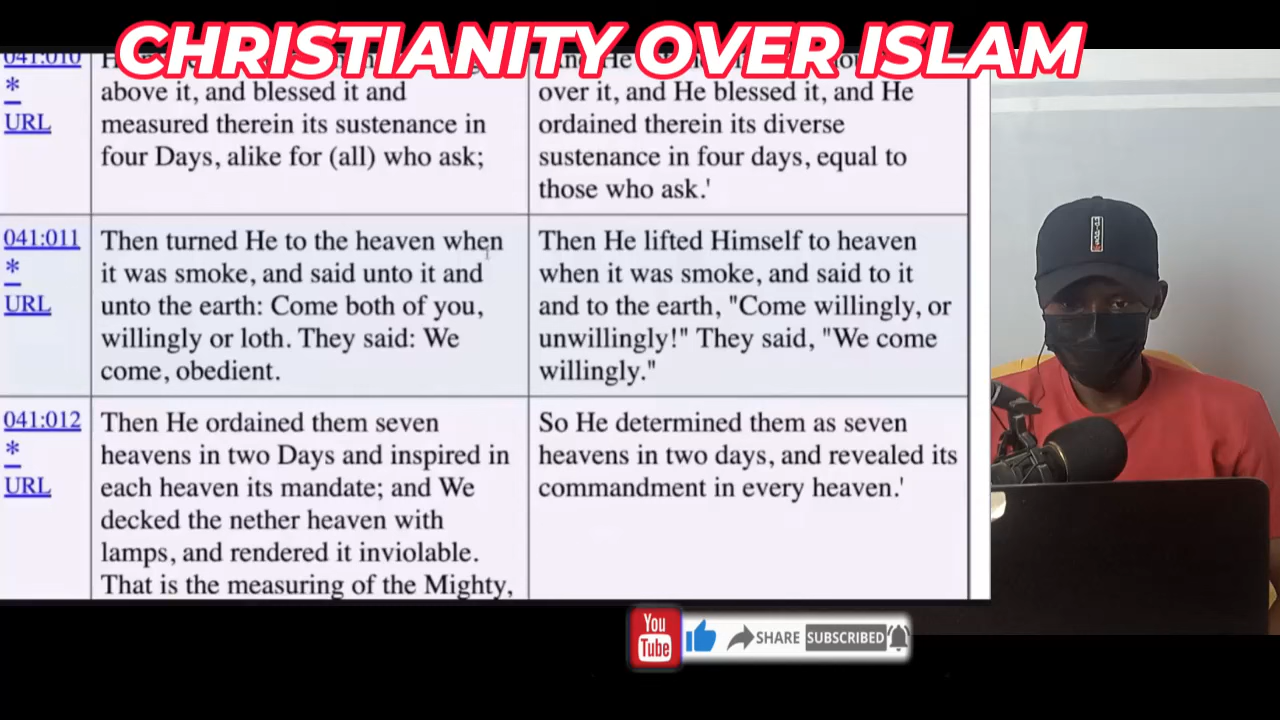 CHRISTIANITY OVER ISLAM
041:010
*
URL
above it, and blessed it and
measured therein its sustenance in
four Days, alike for (all) who ask;
over it, and He blessed it, and He
ordained therein its diverse
sustenance in four days, equal to
those who ask.'
041:011
*
URL
Then turned He to the heaven when
it was smoke, and said unto it and
unto the earth: Come both of you,
willingly or loth. They said: We
come, obedient.
Then He lifted Himself to heaven
when it was smoke, and said to it
and to the earth, "Come willingly, or
unwillingly!" They said, "We come
willingly."
041:012
*
URL
Then He ordained them seven
heavens in two Days and inspired in
each heaven its mandate; and We
decked the nether heaven with
lamps, and rendered it inviolable.
That is the measuring of the Mighty,
So He determined them as seven
heavens in two days, and revealed its
commandment in every heaven.'
You
Tube
SHARE
SUBSCRIBED